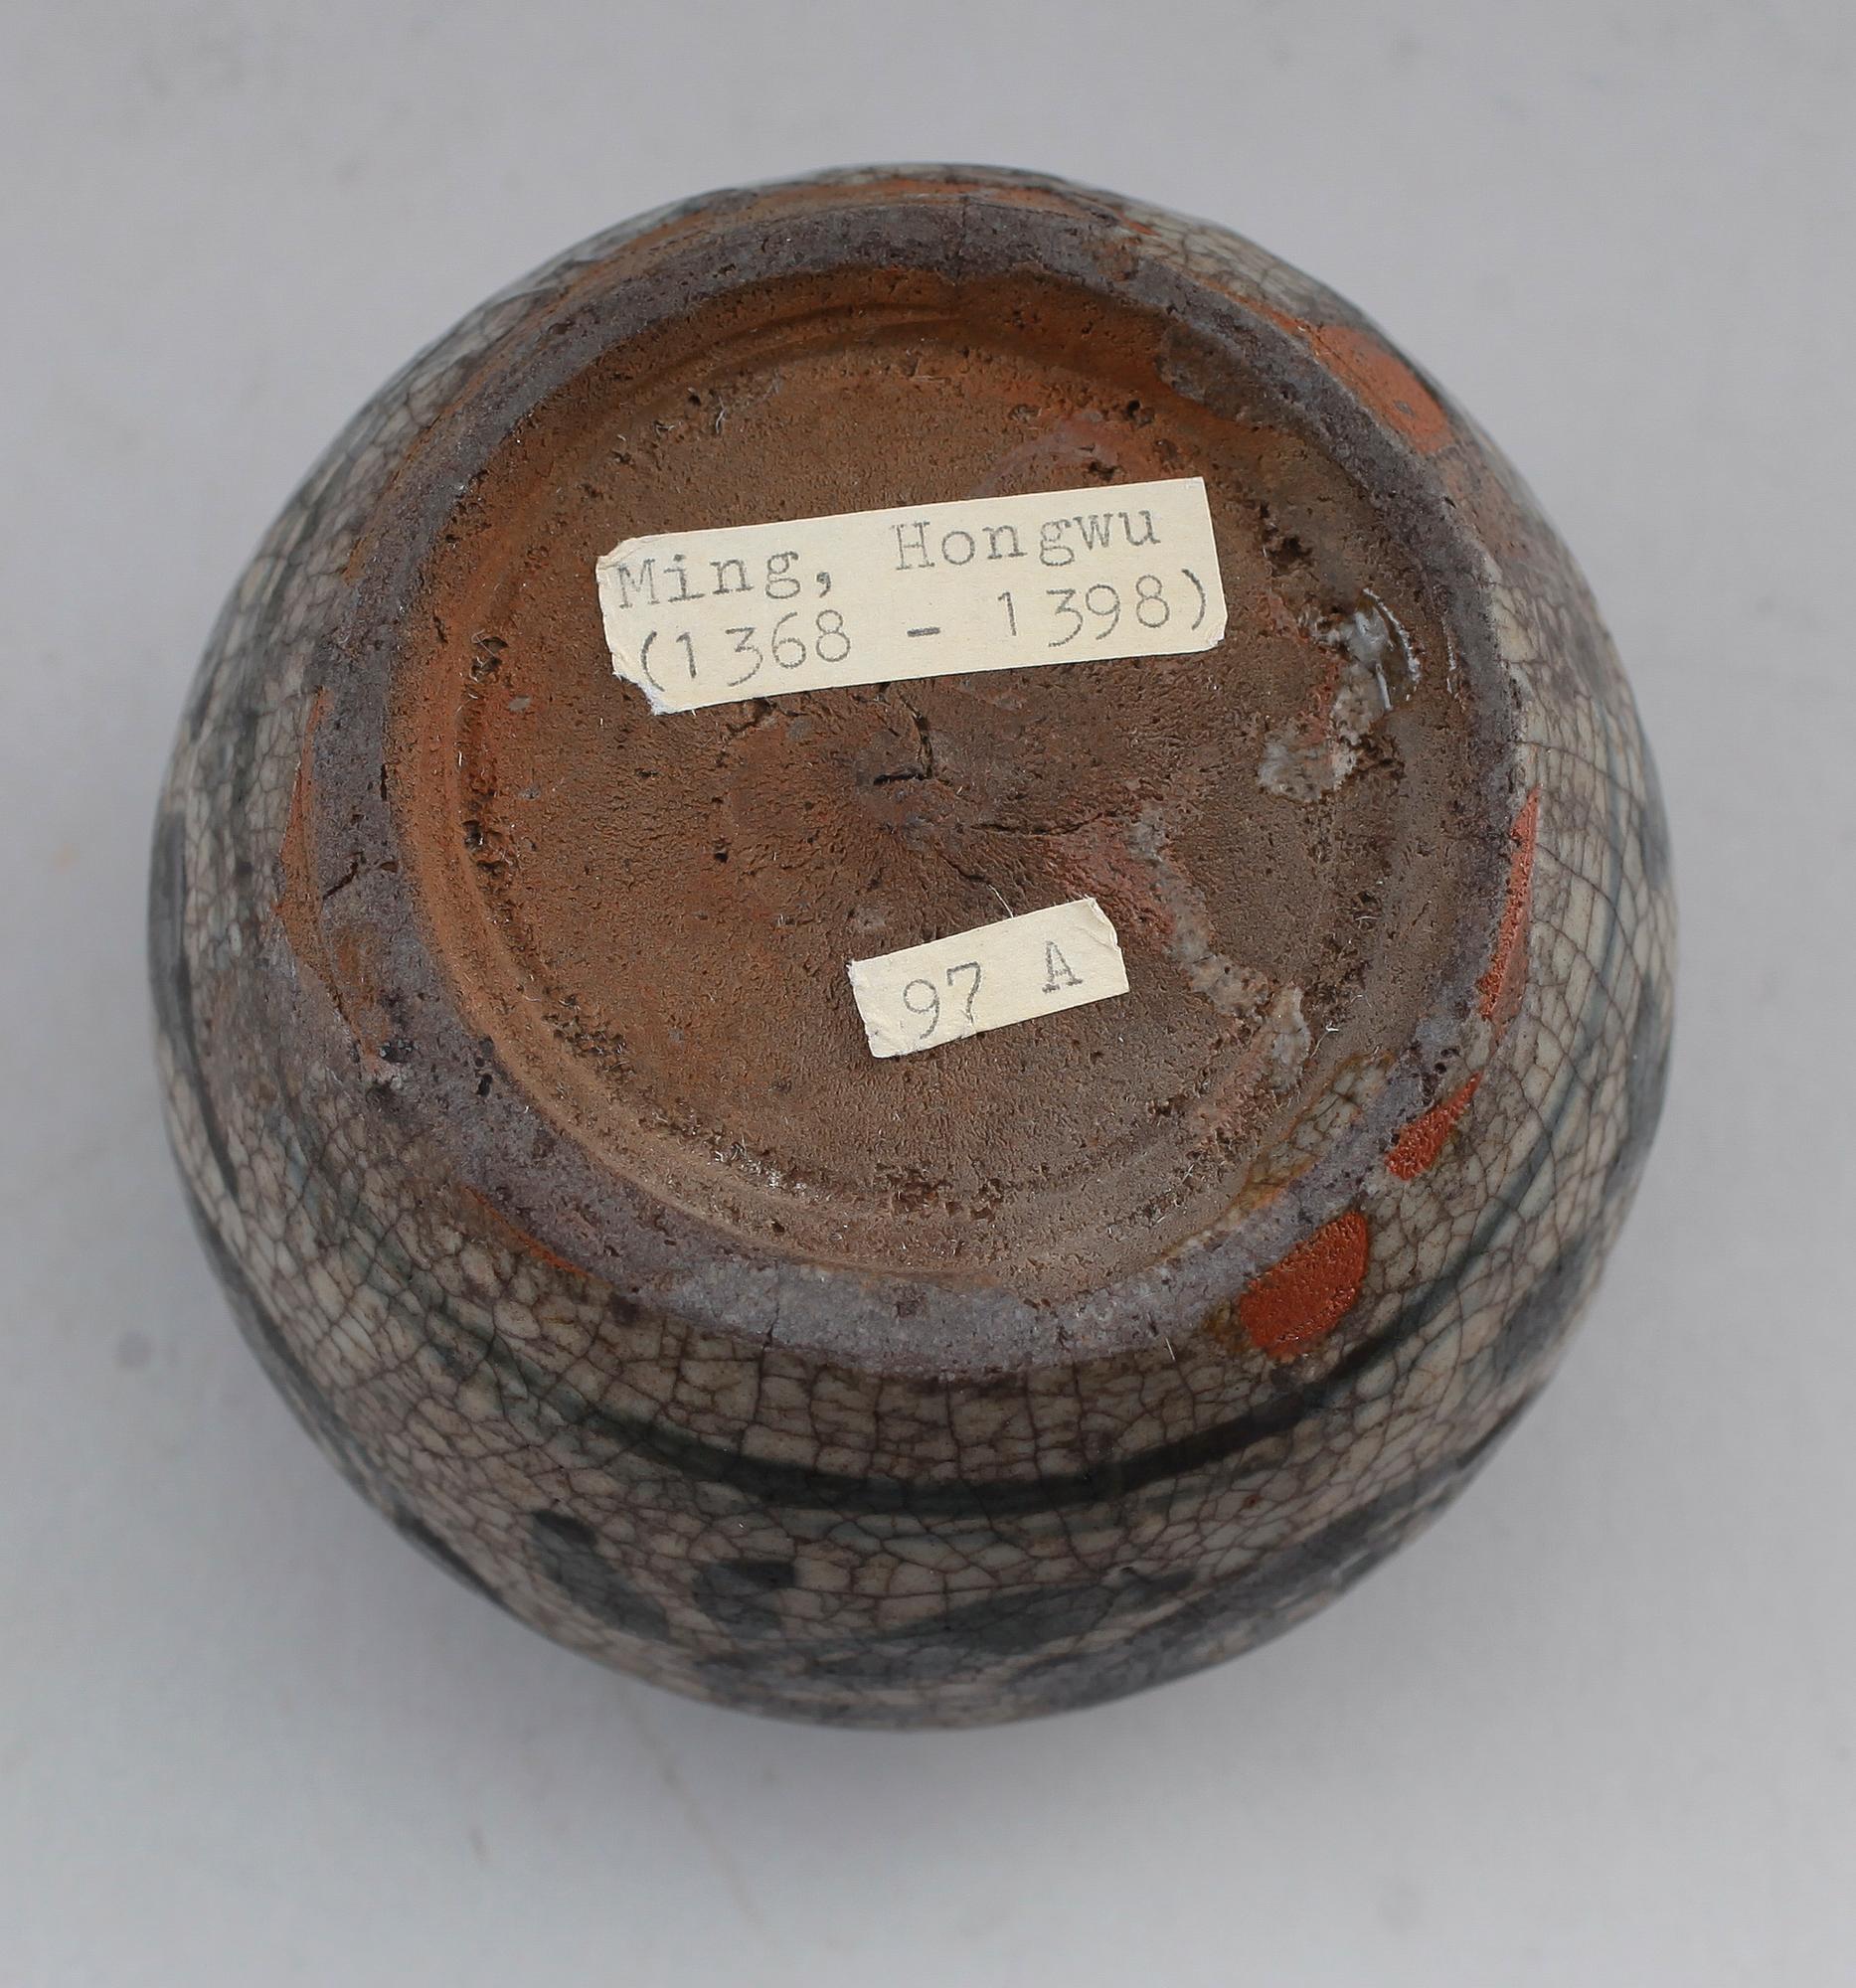 Ming, Hongwu
(1368 - 1398)
97 A